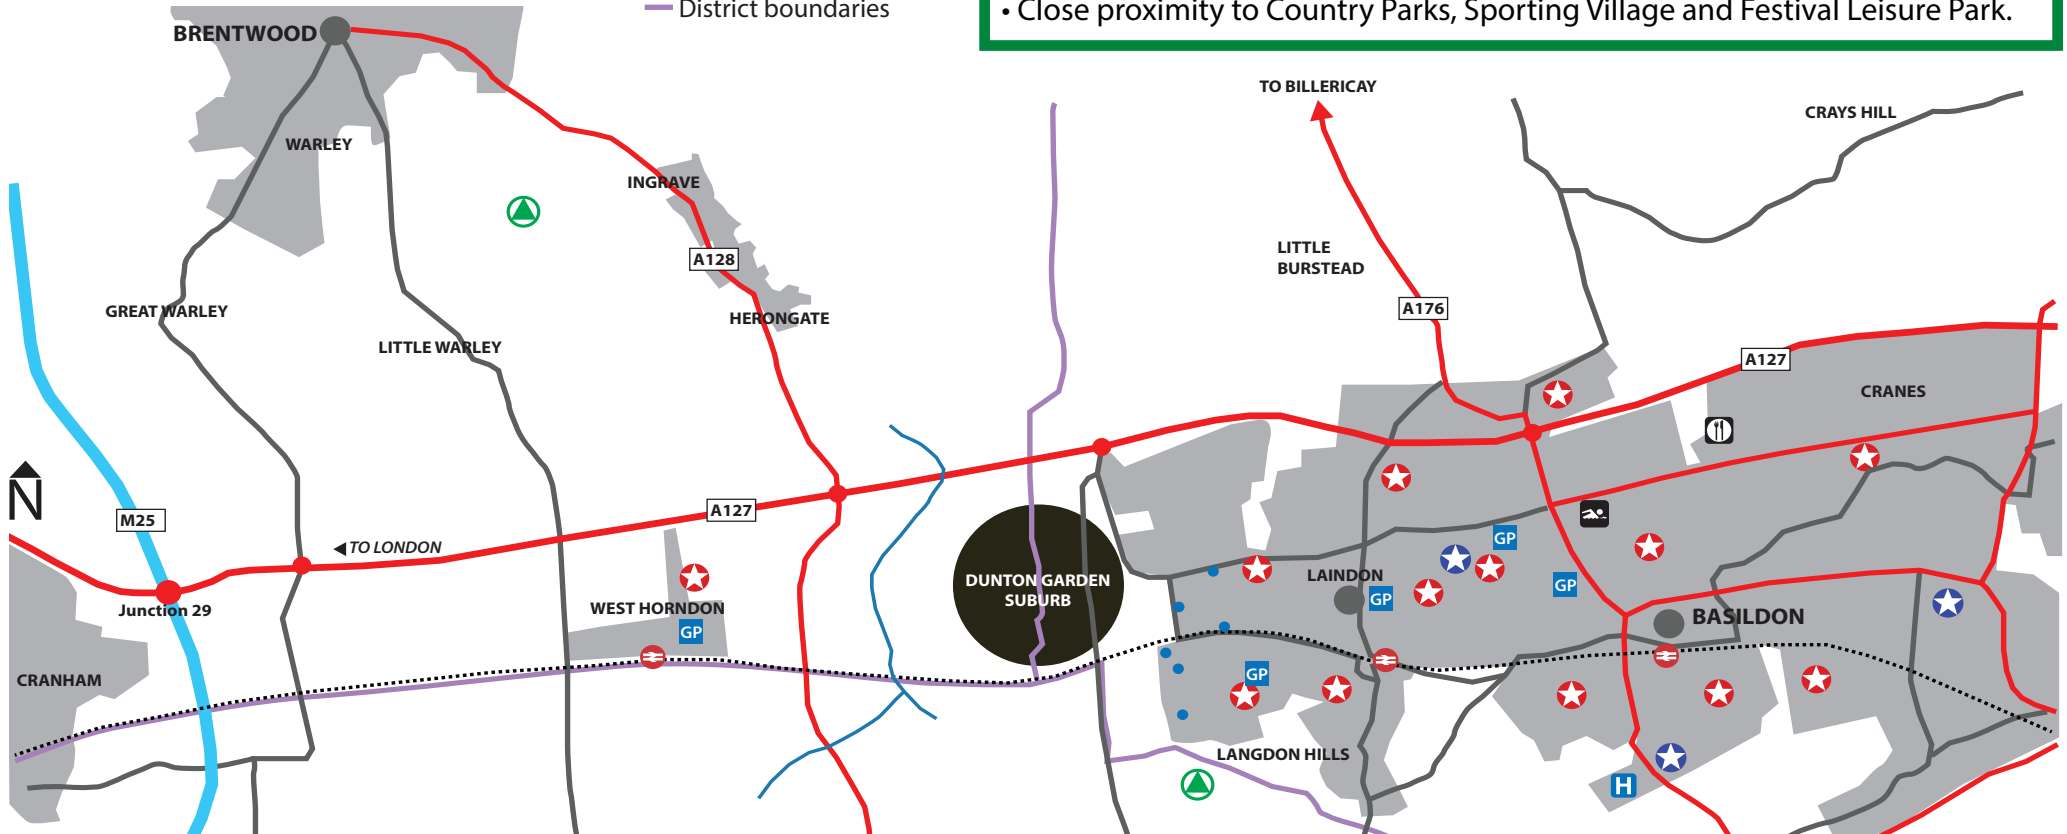 District boundaries
• Close proximity to Country Parks, Sporting Village and Festival Leisure Park.
BRENTWOOD
TO BILLERICAY
CRAYS HILL
WARLEY
INGRAVE
LITTLE
BURSTEAD
A128
GREAT WARLEY
HERONGATE
A176
LITTLE WARLEY
A127
CRANES
N
M25
A127
TO LONDON
GP
DUNTON GARDEN
SUBURB
LAINDON
GP
GP
Junction 29
WEST HORNDON
GP
BASILDON
CRANHAM
GP
LANGDON HILLS
H